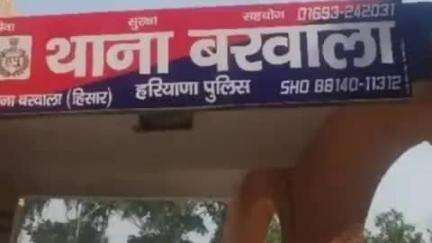 सेवा सुरक्षा सहयोग 01693-242031
थाना बरवाला
थाना बरवाला (हिसार) हरियाणा पुलिस SHO 88140-11312